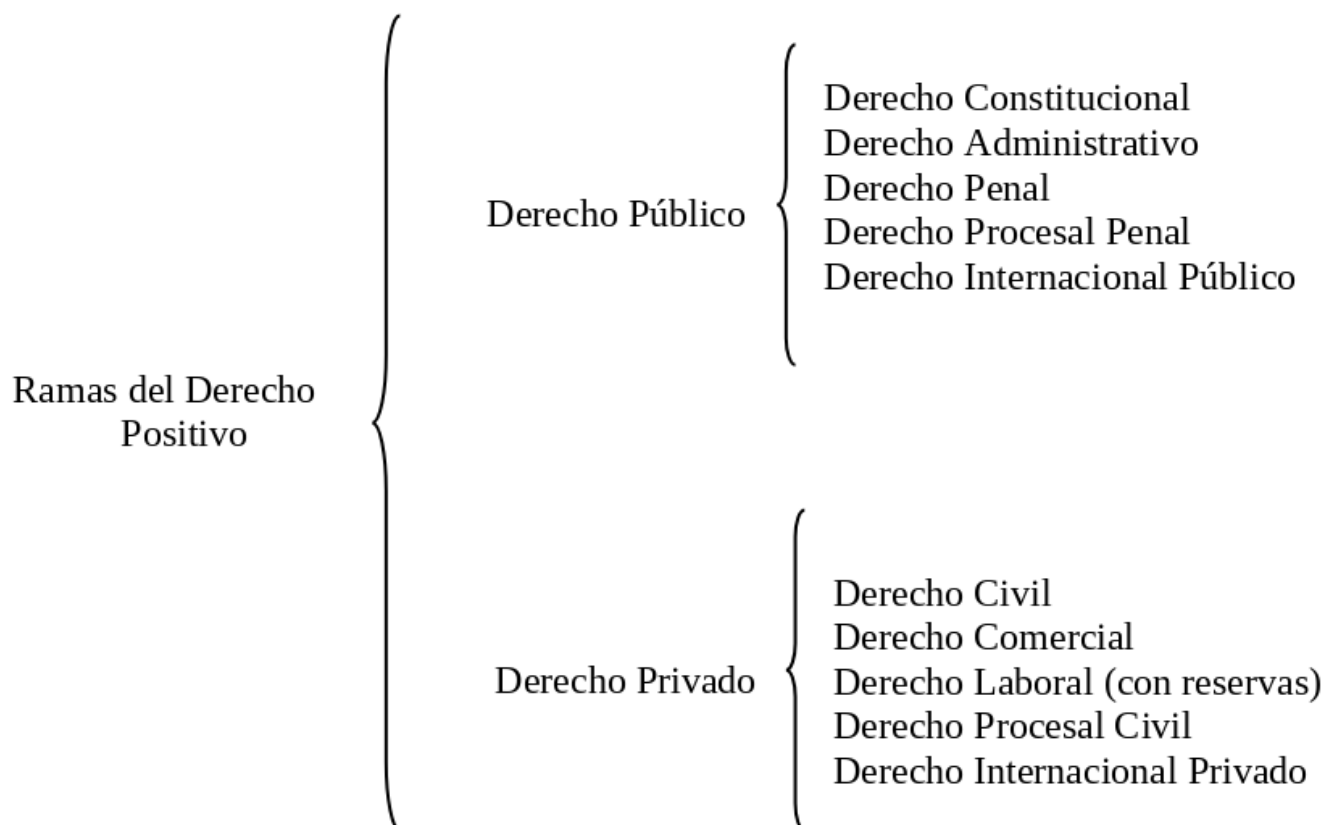 Ramas del Derecho
Positivo
Derecho Público
Derecho Constitucional
Derecho Administrativo
Derecho Penal
Derecho Procesal Penal
Derecho Internacional Público
Derecho Privado
Derecho Civil
Derecho Comercial
Derecho Laboral (con reservas)
Derecho Procesal Civil
Derecho Internacional Privado